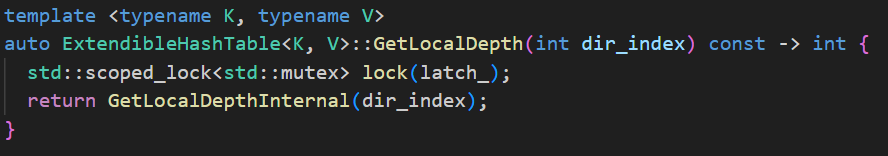 template <typename K, typename V>
auto ExtendibleHashTable<K, V>::GetLocalDepth(int dir_index) const -> int {
  std::scoped_lock<std::mutex> lock(latch_);
  return GetLocalDepthInternal(dir_index);
}